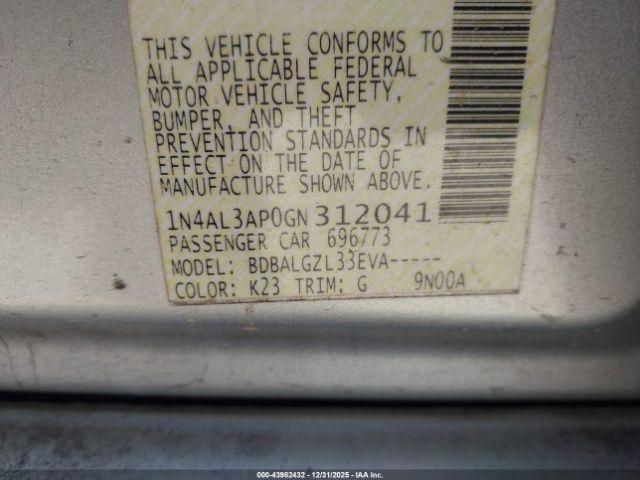 THIS VEHICLE CONFORMS TO
ALL APPLICABLE FEDERAL
MOTOR VEHICLE SAFETY,
BUMPER, AND THEFT
PREVENTION STANDARDS IN
EFFECT ON THE DATE OF
MANUFACTURE SHOWN ABOVE.
1N4AL3AP0GN312041
PASSENGER CAR 696773
MODEL: BDBALGZL33EVA-----
COLOR: K23 TRIM: G 9N00A
000-43982432 - 12/31/2025 - IAA Inc.